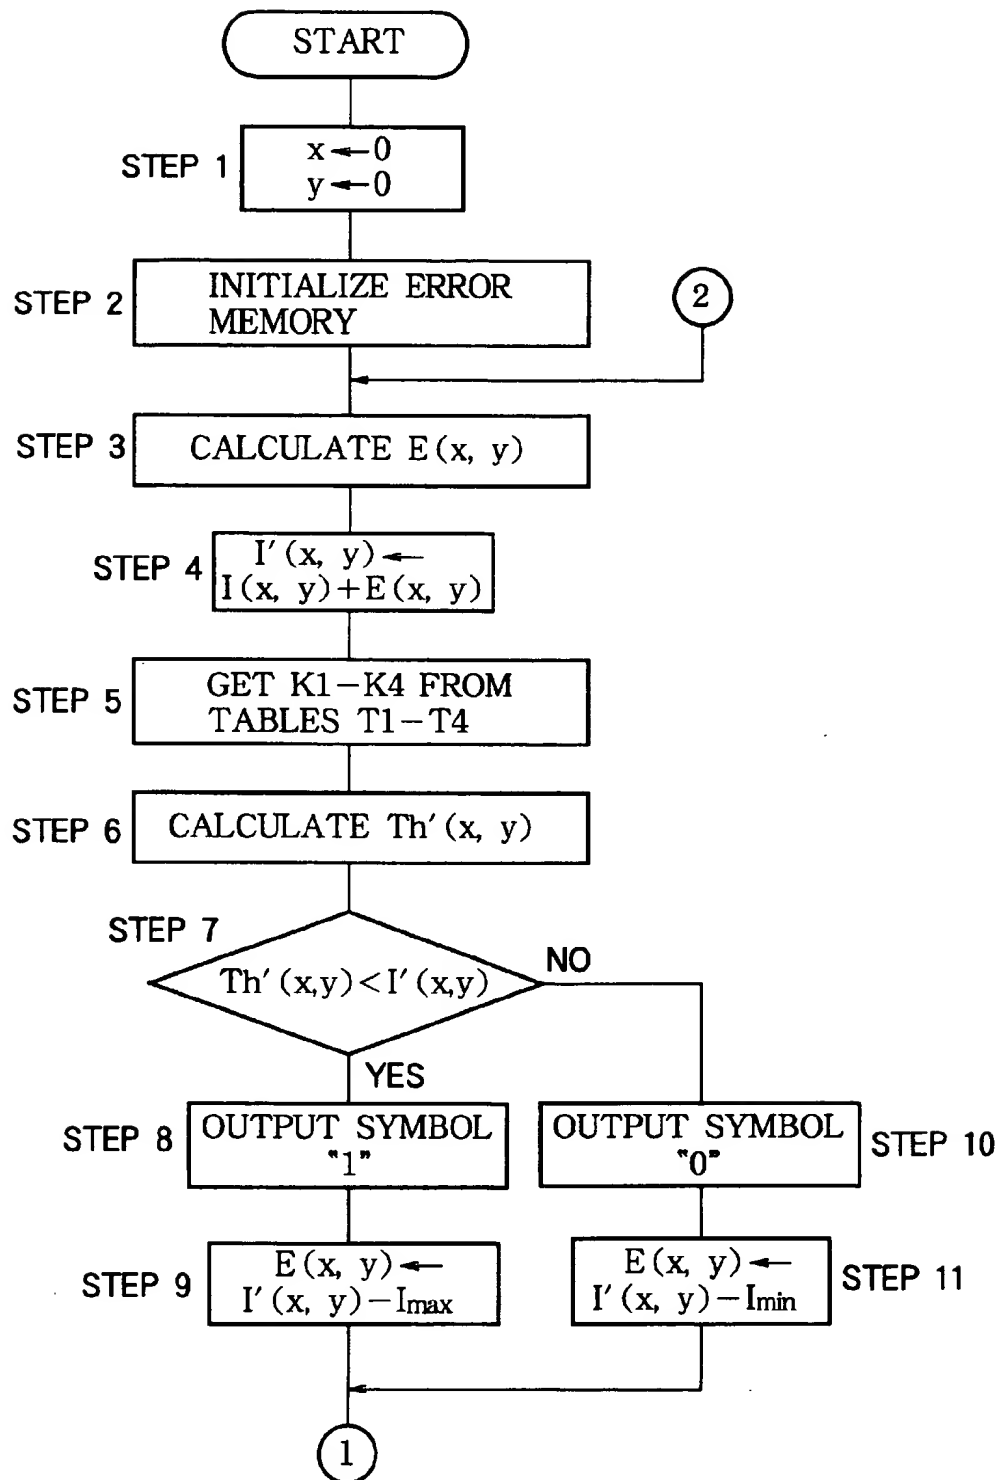 START
STEP 1
x←0
y←0
STEP 2
INITIALIZE ERROR
MEMORY
2
STEP 3
CALCULATE E(x, y)
STEP 4
I′(x, y)←
I(x, y)+E(x, y)
STEP 5
GET K1−K4 FROM
TABLES T1−T4
STEP 6
CALCULATE Th′(x, y)
STEP 7
Th′(x,y)<I′(x,y)
NO
YES
STEP 8
OUTPUT SYMBOL
"1"
OUTPUT SYMBOL
"0"
STEP 10
STEP 9
E(x, y)←
I′(x, y)−Imax
E(x, y)←
I′(x, y)−Imin
STEP 11
1